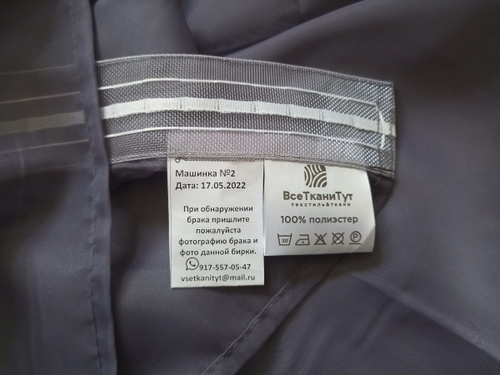 Машинка №2
Дата: 17.05.2022
При обнаружении
брака пришлите
пожалуйста
фотографию брака и
фото данной бирки.
917-557-05-47
vsetkanityt@mail.ru
ВсеТканиТут
текстиль&ткани
100% полиэстер
30
P